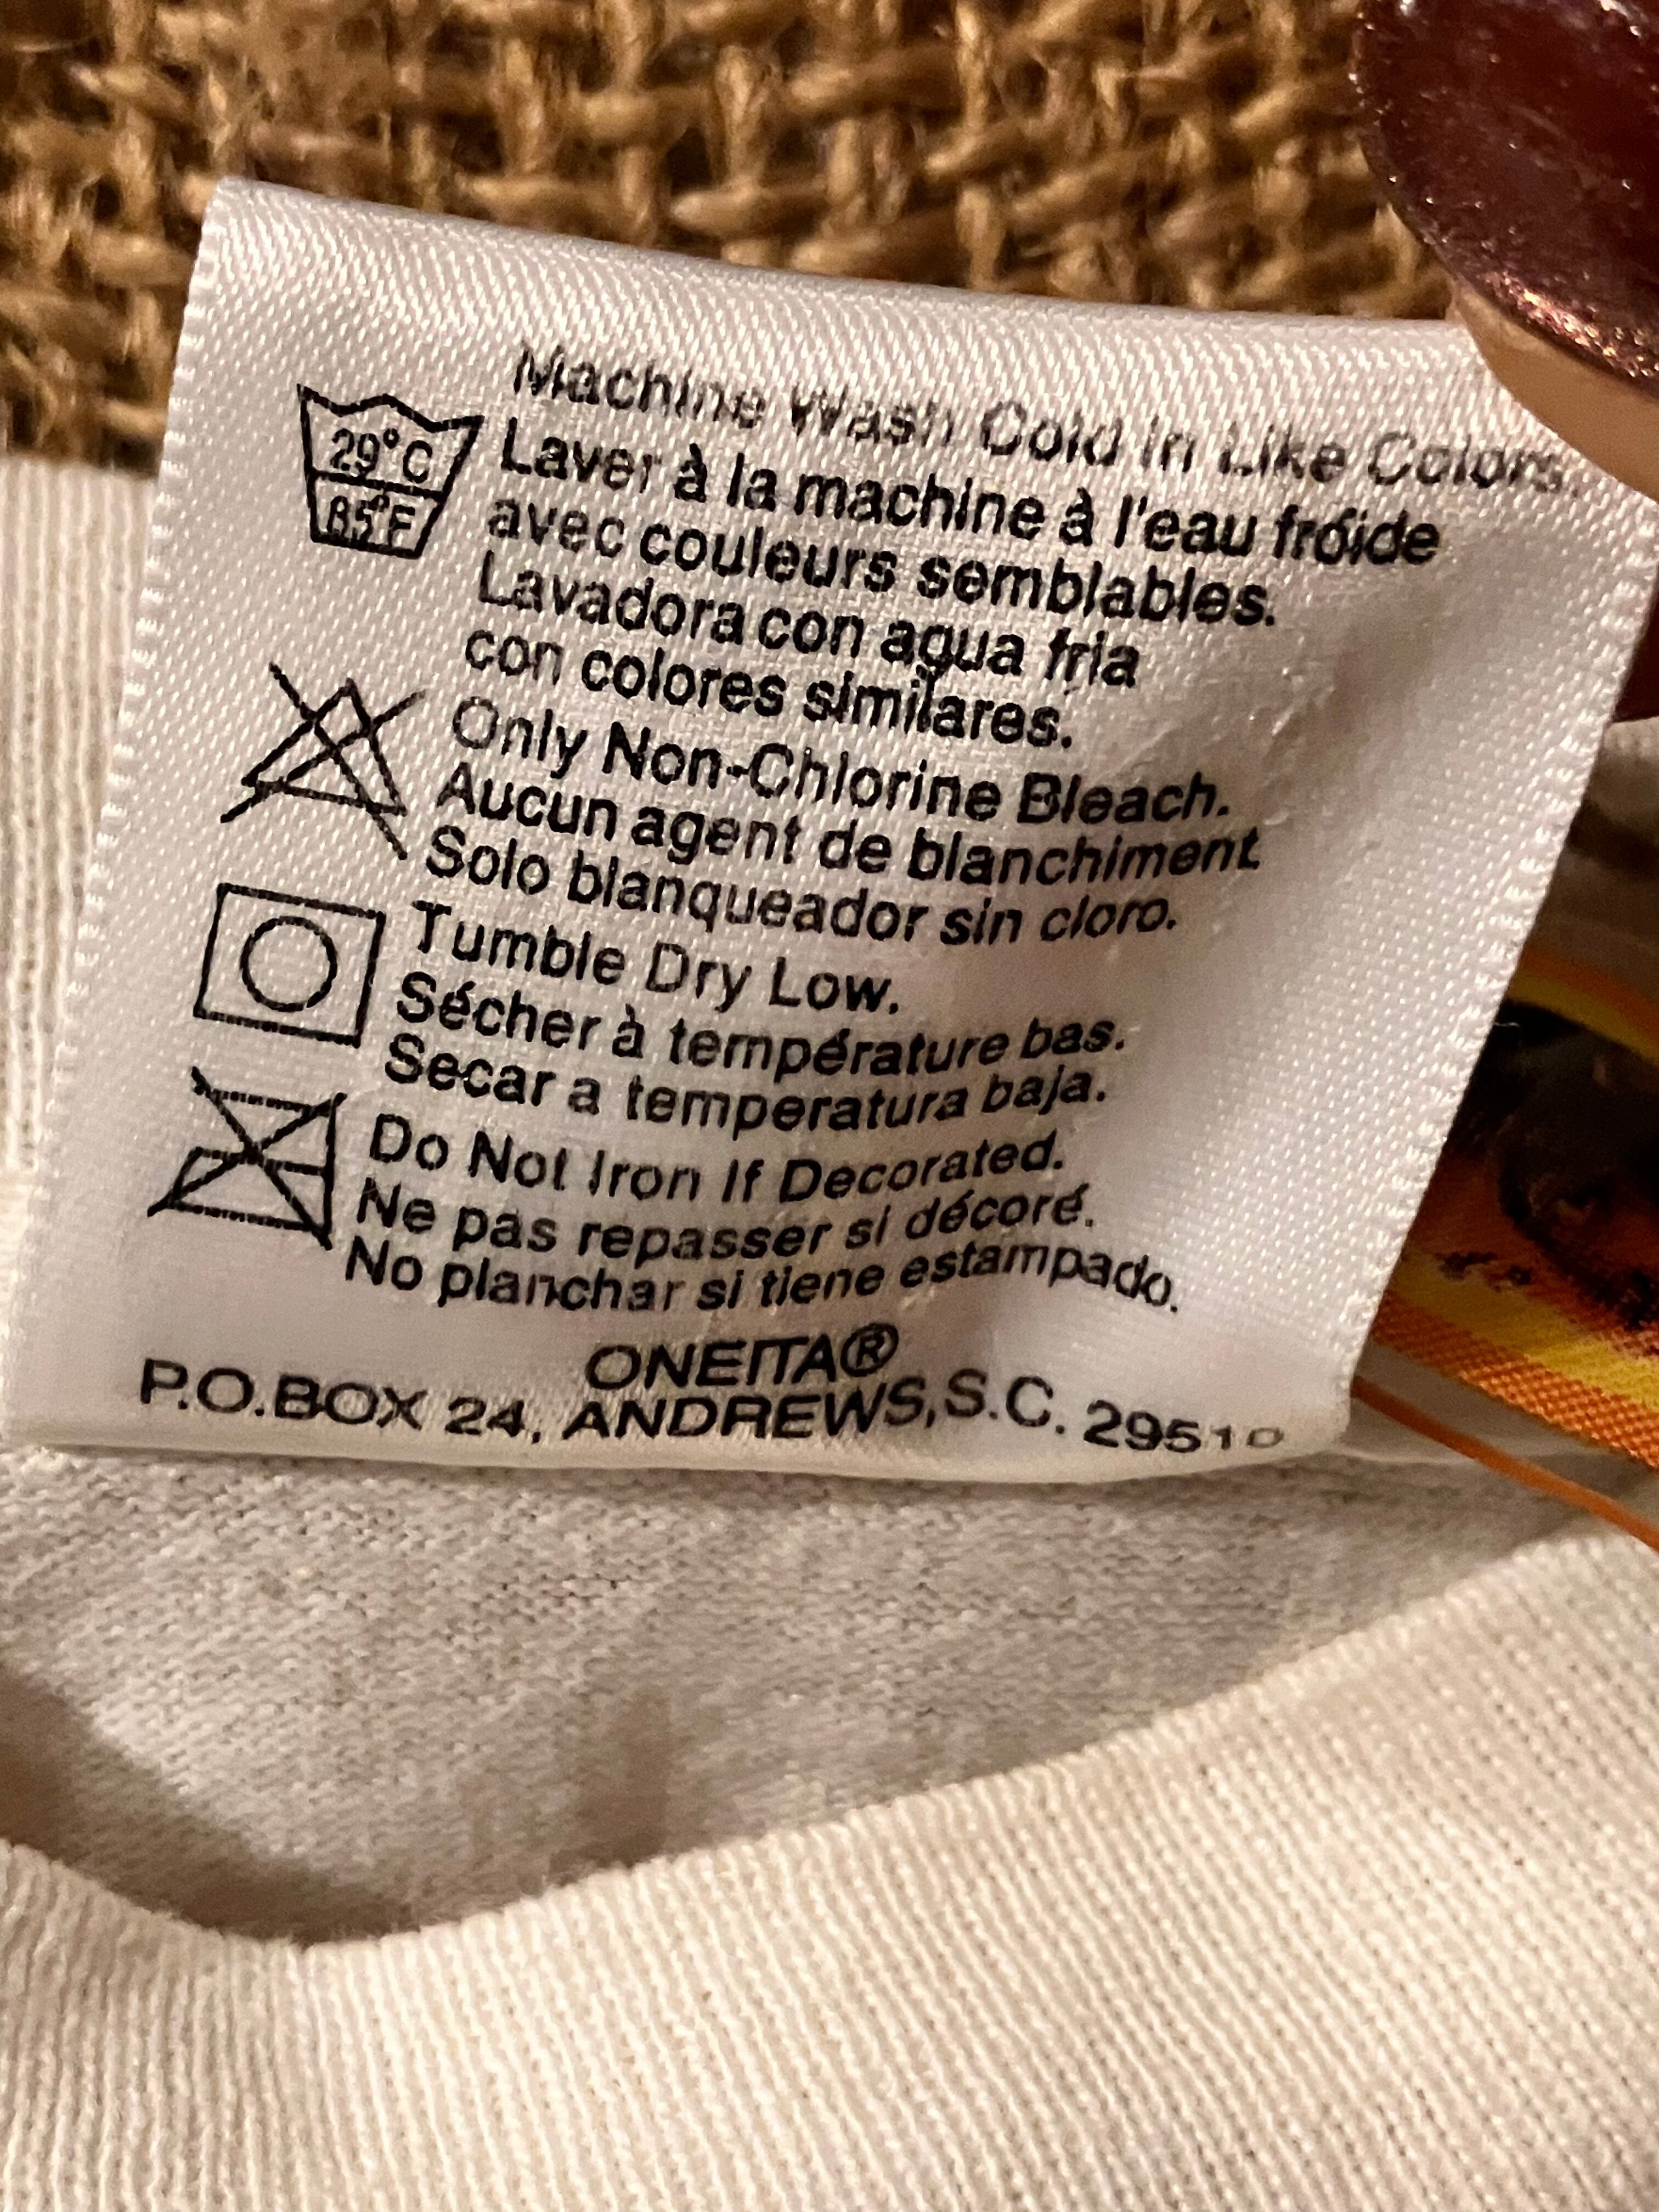 Machine Wash Cold in Like Colors.
29°C
85°F
Laver à la machine à l'eau fróide
avec couleurs semblables.
Lavadora con agua fria
con colores similares.
Only Non-Chlorine Bleach.
Aucun agent de blanchiment
Solo blanqueador sin cloro.
Tumble Dry Low.
Sécher à température bas.
Secar a temperatura baja.
Do Not Iron If Decorated.
Ne pas repasser si décoré.
No planchar si tiene estampado.
ONEITA®
P.O.BOX 24, ANDREWS,S.C. 29510